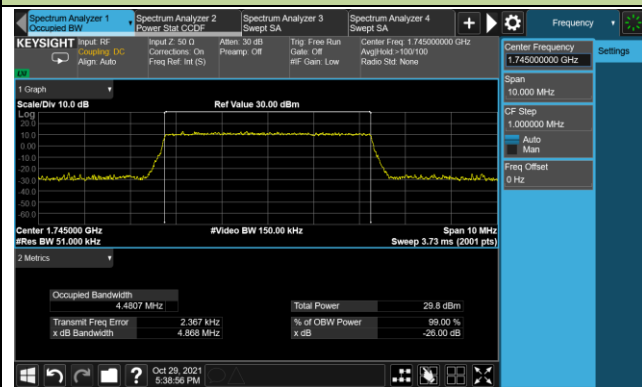 Spectrum Analyzer 1
Occupied BW
Spectrum Analyzer 2
Power Stat CCDF
Spectrum Analyzer 3
Swept SA
Spectrum Analyzer 4
Swept SA
Frequency
KEYSIGHT
Input: RF
Coupling: DC
Align: Auto
Input Z: 50 Ω
Corrections: On
Freq Ref: Int (S)
Atten: 30 dB
Preamp: Off
Trig: Free Run
Gate: Off
#IF Gain: Low
Center Freq: 1.745000000 GHz
Avg|Hold:>100/100
Radio Std: None
Center Frequency
1.745000000 GHz
Settings
Span
10.000 MHz
CF Step
1.000000 MHz
Auto
Man
Freq Offset
0 Hz
1 Graph
Scale/Div 10.0 dB
Ref Value 30.00 dBm
Log
20.0
10.0
0.00
-10.0
-20.0
-30.0
-40.0
-50.0
-60.0
Center 1.745000 GHz
#Video BW 150.00 kHz
Span 10 MHz
#Res BW 51.000 kHz
Sweep 3.73 ms (2001 pts)
2 Metrics
Occupied Bandwidth
4.4807 MHz
Total Power 29.8 dBm
Transmit Freq Error 2.367 kHz
% of OBW Power 99.00 %
x dB Bandwidth 4.868 MHz
x dB -26.00 dB
?
Oct 29, 2021
5:38:56 PM